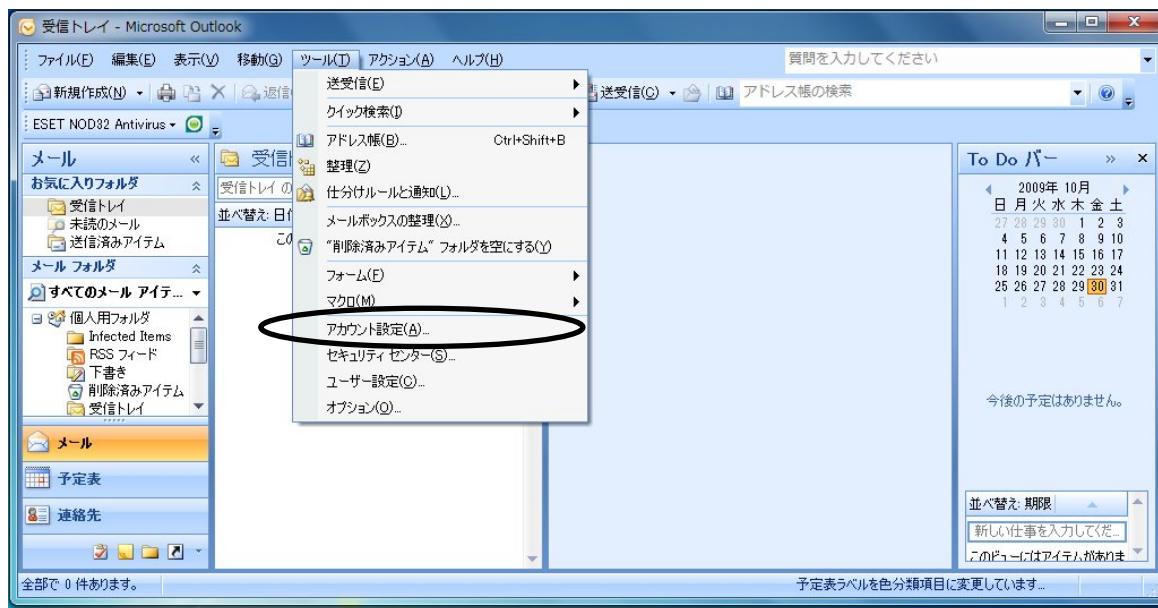 受信トレイ - Microsoft Outlook
ファイル(F) 編集(E) 表示(V) 移動(G) ツール(T) アクション(A) ヘルプ(H)
質問を入力してください
新規作成(N)
返信
送受信(C)
アドレス帳の検索
ESET NOD32 Antivirus
メール
お気に入りフォルダ
受信トレイ
未読のメール
送信済みアイテム
メール フォルダ
すべてのメール アイテ...
個人用フォルダ
Infected Items
RSS フィード
下書き
削除済みアイテム
受信トレイ
メール
予定表
連絡先
受信
受信トレイ の
並べ替え: 日
この
送受信(E)
クイック検索(I)
アドレス帳(B)... Ctrl+Shift+B
整理(Z)
仕分けルールと通知(L)...
メールボックスの整理(X)...
"削除済みアイテム" フォルダを空にする(Y)
フォーム(F)
マクロ(M)
アカウント設定(A)...
セキュリティ センター(S)...
ユーザー設定(C)...
オプション(O)...
To Do バー
2009年 10月
日 月 火 水 木 金 土
27 28 29 30 1 2 3
4 5 6 7 8 9 10
11 12 13 14 15 16 17
18 19 20 21 22 23 24
25 26 27 28 29 30 31
1 2 3 4 5 6 7
今後の予定はありません。
並べ替え: 期限
新しい仕事を入力してくだ...
このビューにはアイテムがありま
全部で 0 件あります。
予定表ラベルを色分類項目に変更しています...